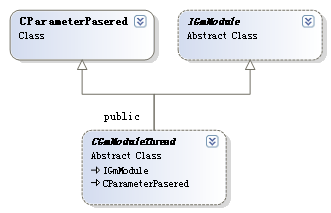 CParameterPasered
Class
IGmModule
Abstract Class
public
CGmModuleThread
Abstract Class
IGmModule
CParameterPasered